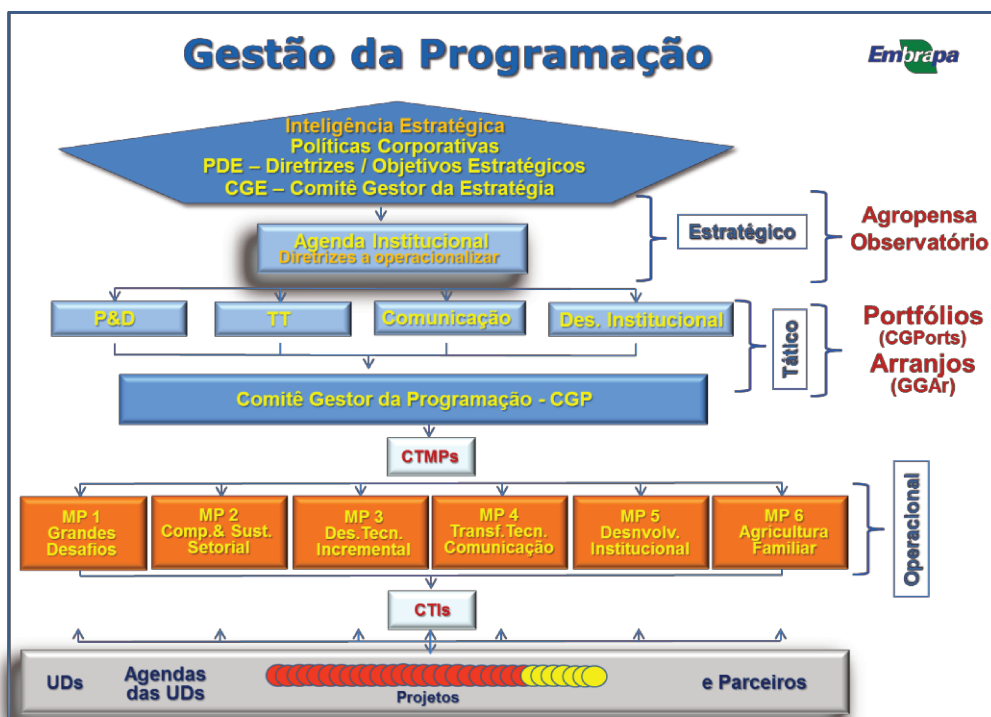 Gestão da Programação
Embrapa
Inteligência Estratégica
Políticas Corporativas
PDE – Diretrizes / Objetivos Estratégicos
CGE – Comitê Gestor da Estratégia
Agenda Institucional
Diretrizes a operacionalizar
Estratégico
Agropensa
Observatório
P&D
TT
Comunicação
Des. Institucional
Tático
Portfólios
(CGPorts)
Arranjos
(GGAr)
Comitê Gestor da Programação - CGP
CTMPs
MP 1
Grandes
Desafios
MP 2
Comp.& Sust.
Setorial
MP 3
Des.Tecn.
Incremental
MP 4
Transf.Tecn.
Comunicação
MP 5
Desnvolv.
Institucional
MP 6
Agricultura
Familiar
Operacional
CTIs
UDs
Agendas
das UDs
Projetos
e Parceiros